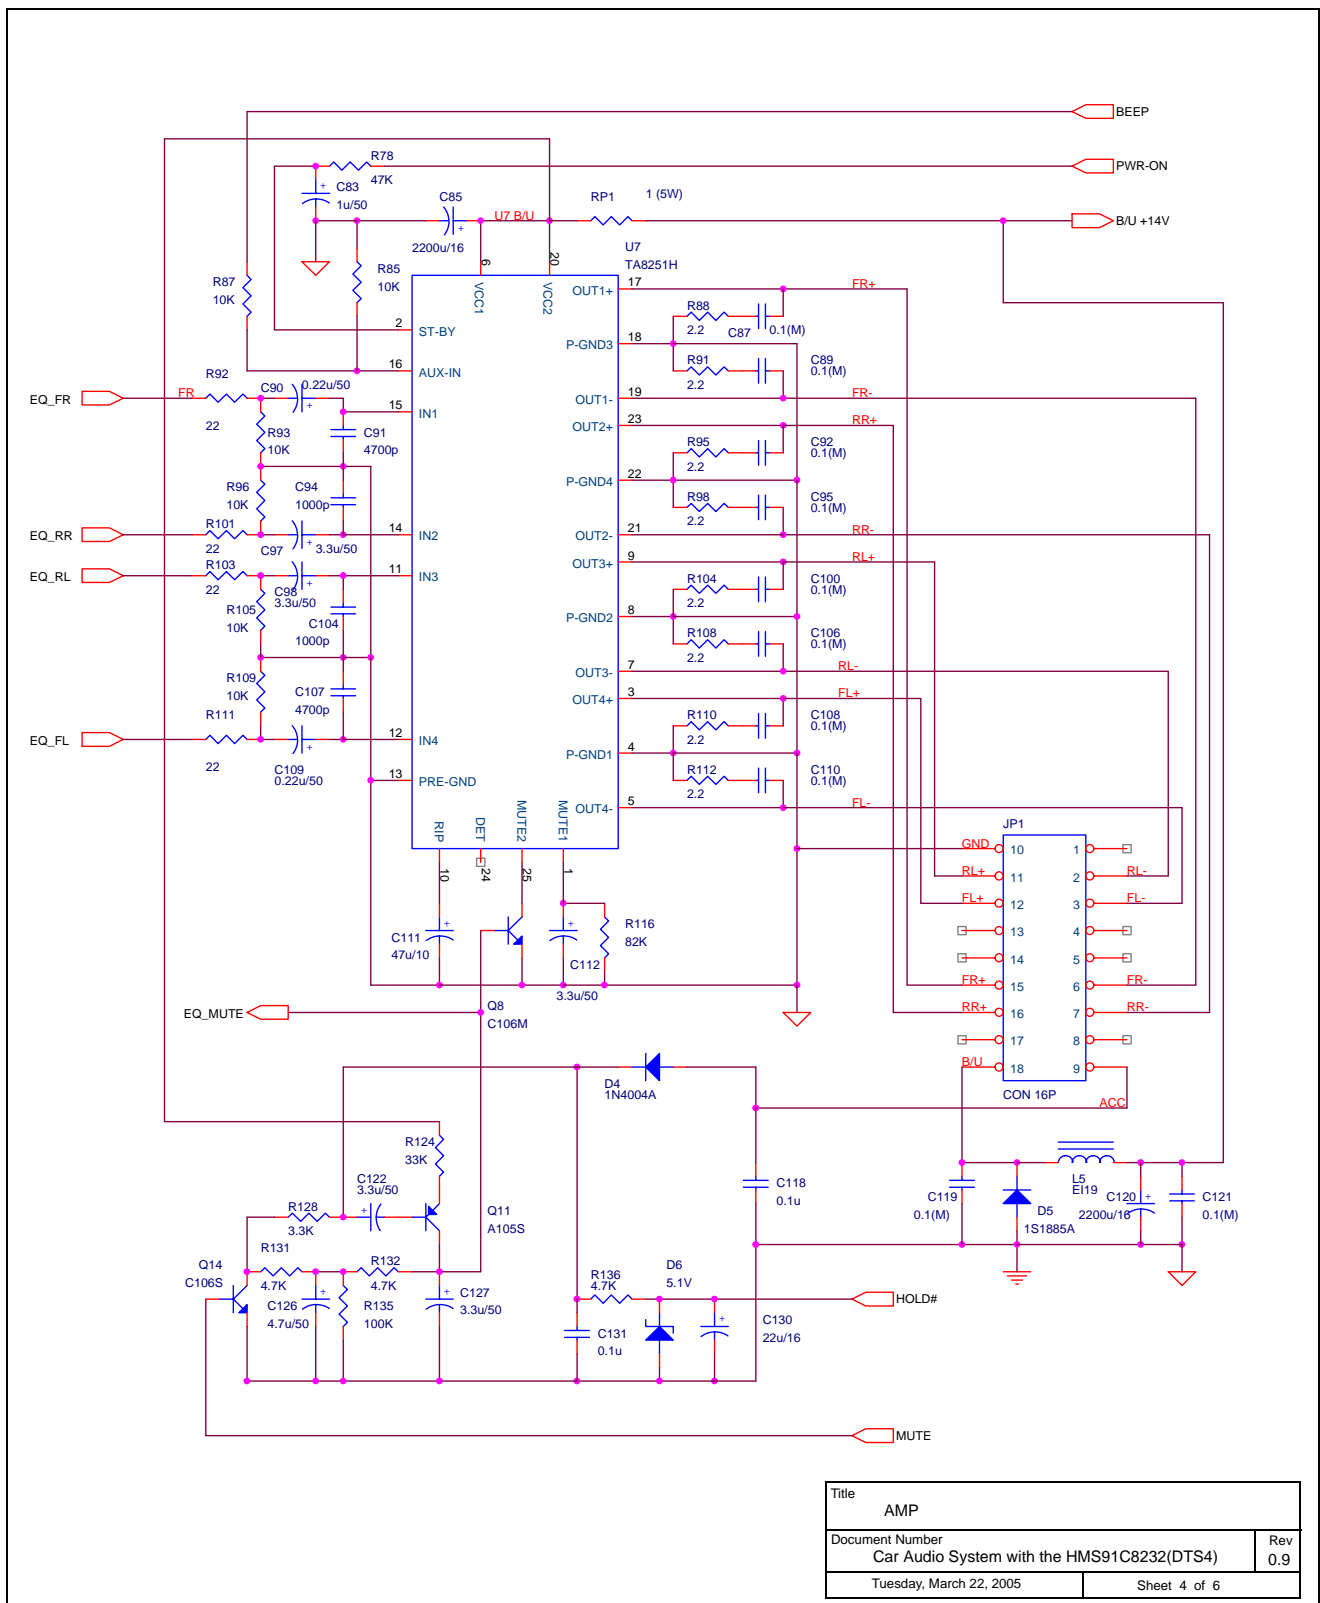 BEEP
R78
47K
PWR-ON
C83
1u/50
C85
2200u/16
U7 B/U
RP1
1 (5W)
B/U +14V
U7
TA8251H
R87
10K
R85
10K
6
VCC1
20
VCC2
OUT1+
17
FR+
R88
2.2
C87
0.1(M)
2
ST-BY
P-GND3
18
16
AUX-IN
R91
2.2
C89
0.1(M)
R92
22
EQ_FR
FR
C90
0.22u/50
OUT1-
19
FR-
15
IN1
OUT2+
23
RR+
R93
10K
C91
4700p
R95
2.2
C92
0.1(M)
P-GND4
22
R96
10K
C94
1000p
R98
2.2
C95
0.1(M)
EQ_RR
R101
22
C97
3.3u/50
14
IN2
OUT2-
21
RR-
EQ_RL
R103
22
C98
3.3u/50
11
IN3
OUT3+
9
RL+
R104
2.2
C100
0.1(M)
R105
10K
C104
1000p
P-GND2
8
R108
2.2
C106
0.1(M)
OUT3-
7
RL-
R109
10K
C107
4700p
OUT4+
3
FL+
R110
2.2
C108
0.1(M)
EQ_FL
R111
22
C109
0.22u/50
12
IN4
P-GND1
4
13
PRE-GND
R112
2.2
C110
0.1(M)
OUT4-
5
FL-
RIP
10
DET
24
MUTE2
25
MUTE1
1
JP1
GND
10
1
RL+
11
2
RL-
FL+
12
3
FL-
13
4
14
5
FR+
15
6
FR-
RR+
16
7
RR-
17
8
B/U
18
9
CON 16P
ACC
C111
47u/10
C112
3.3u/50
R116
82K
EQ_MUTE
Q8
C106M
D4
1N4004A
R124
33K
C122
3.3u/50
R128
3.3K
Q11
A105S
C118
0.1u
C119
0.1(M)
D5
1S1885A
L5
EI19
C120
2200u/16
C121
0.1(M)
Q14
C106S
R131
4.7K
R132
4.7K
C126
4.7u/50
R135
100K
C127
3.3u/50
R136
4.7K
D6
5.1V
HOLD#
C131
0.1u
C130
22u/16
MUTE
Title
AMP
Document Number
Car Audio System with the HMS91C8232(DTS4)
Rev
0.9
Tuesday, March 22, 2005
Sheet 4 of 6